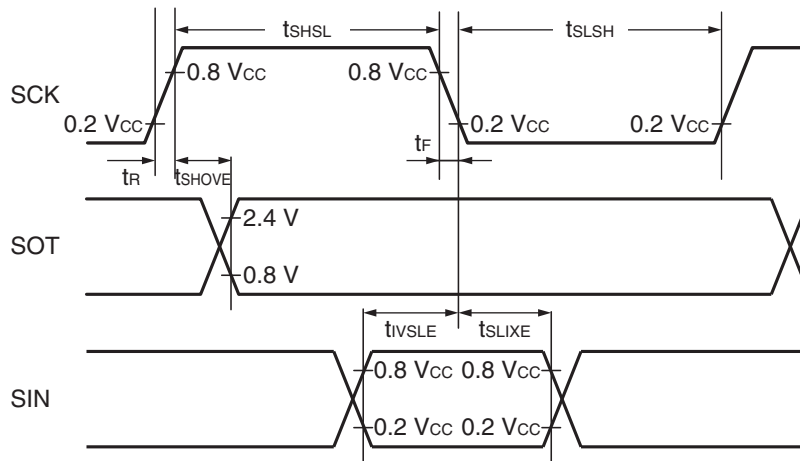 tSHSL tSLSH
SCK
0.8 VCC 0.8 VCC
0.2 VCC 0.2 VCC 0.2 VCC
tF
tR tSHOVE
SOT
2.4 V
0.8 V
tIVSLE tSLIXE
SIN
0.8 VCC 0.8 VCC
0.2 VCC 0.2 VCC